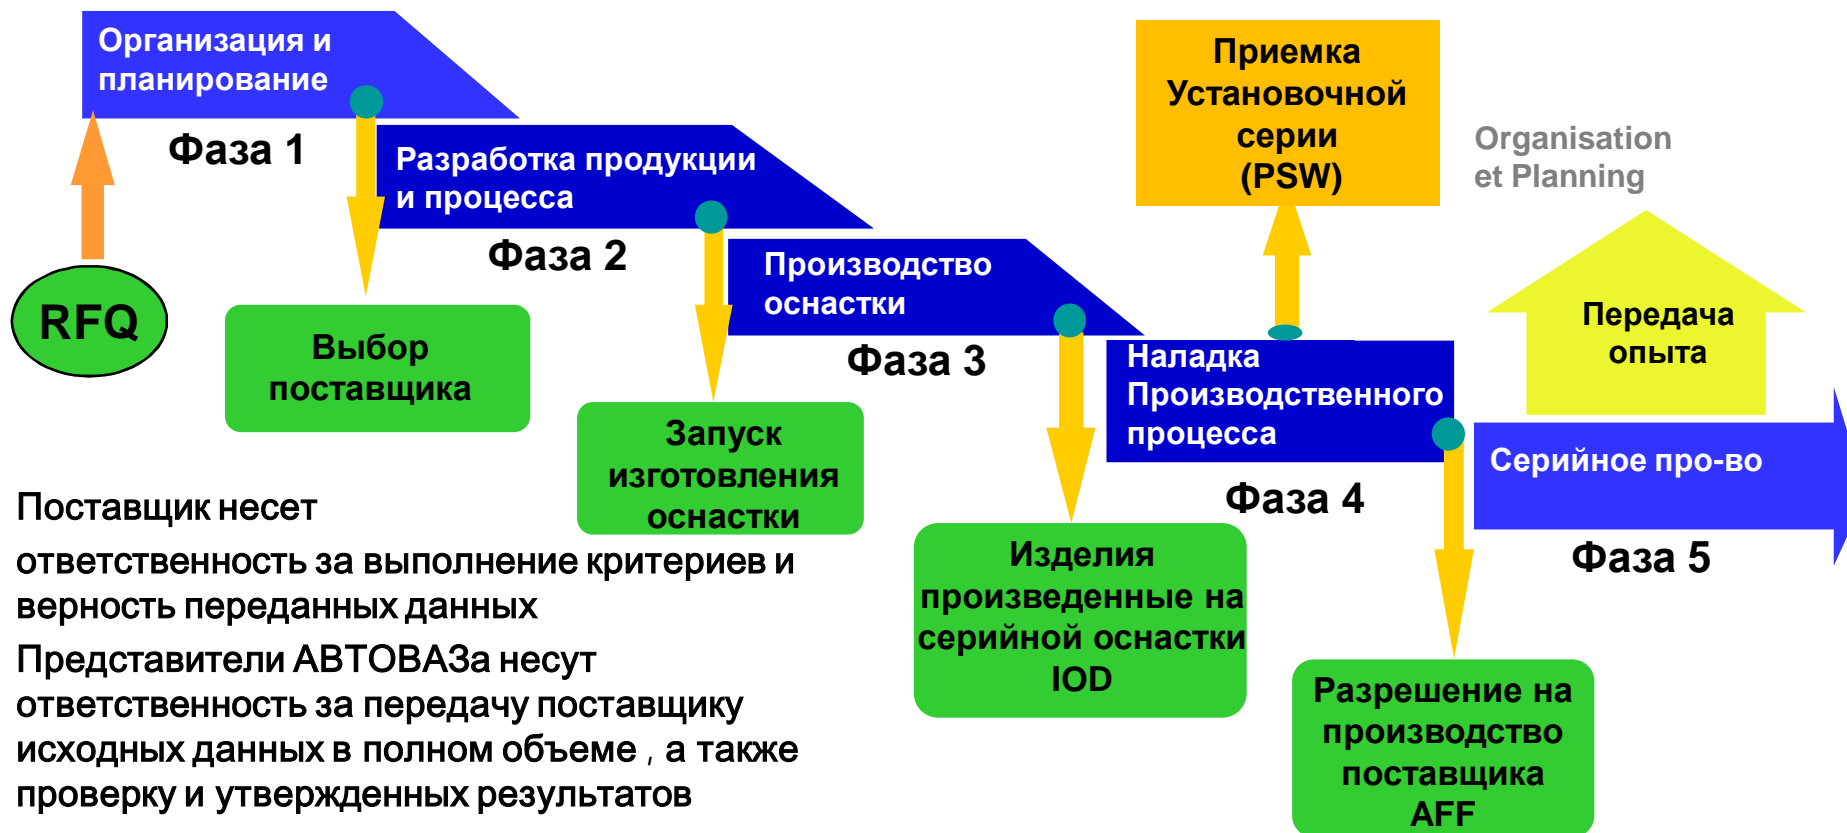 Организация и
планирование
Фаза 1
RFQ
Выбор
поставщика
Разработка продукции
и процесса
Фаза 2
Запуск
изготовления
оснастки
Производство
оснастки
Фаза 3
Изделия
произведенные на
серийной оснастки
IOD
Приемка
Установочной
серии
(PSW)
Наладка
Производственного
процесса
Фаза 4
Разрешение на
производство
поставщика
AFF
Organisation
et Planning
Передача
опыта
Серийное про-во
Фаза 5
Поставщик несет
ответственность за выполнение критериев и
верность переданных данных
Представители АВТОВАЗа несут
ответственность за передачу поставщику
исходных данных в полном объеме , а также
проверку и утвержденных результатов